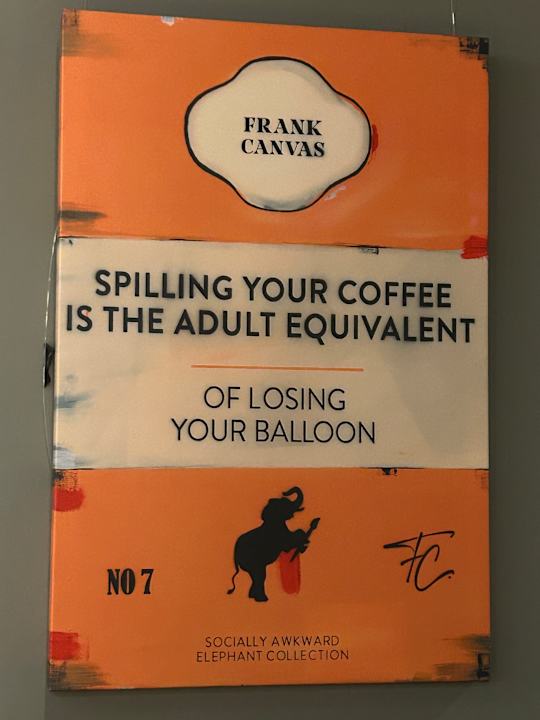 FRANK
CANVAS
SPILLING YOUR COFFEE
IS THE ADULT EQUIVALENT
OF LOSING
YOUR BALLOON
NO 7
FC
SOCIALLY AWKWARD
ELEPHANT COLLECTION